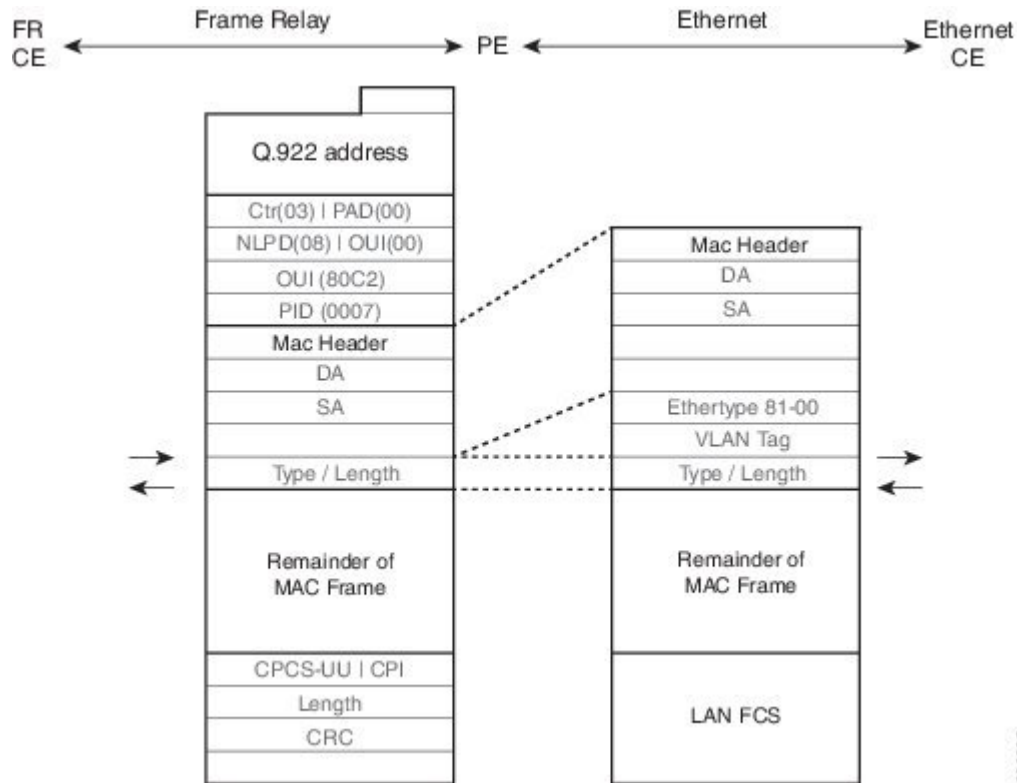 FR
CE
Frame Relay
PE
Ethernet
Ethernet
CE
Q.922 address
Ctr(03) | PAD(00)
NLPD(08) | OUI(00)
OUI (80C2)
PID (0007)
Mac Header
DA
SA
Type / Length
Remainder of
MAC Frame
CPCS-UU | CPI
Length
CRC
Mac Header
DA
SA
Ethertype 81-00
VLAN Tag
Type / Length
Remainder of
MAC Frame
LAN FCS